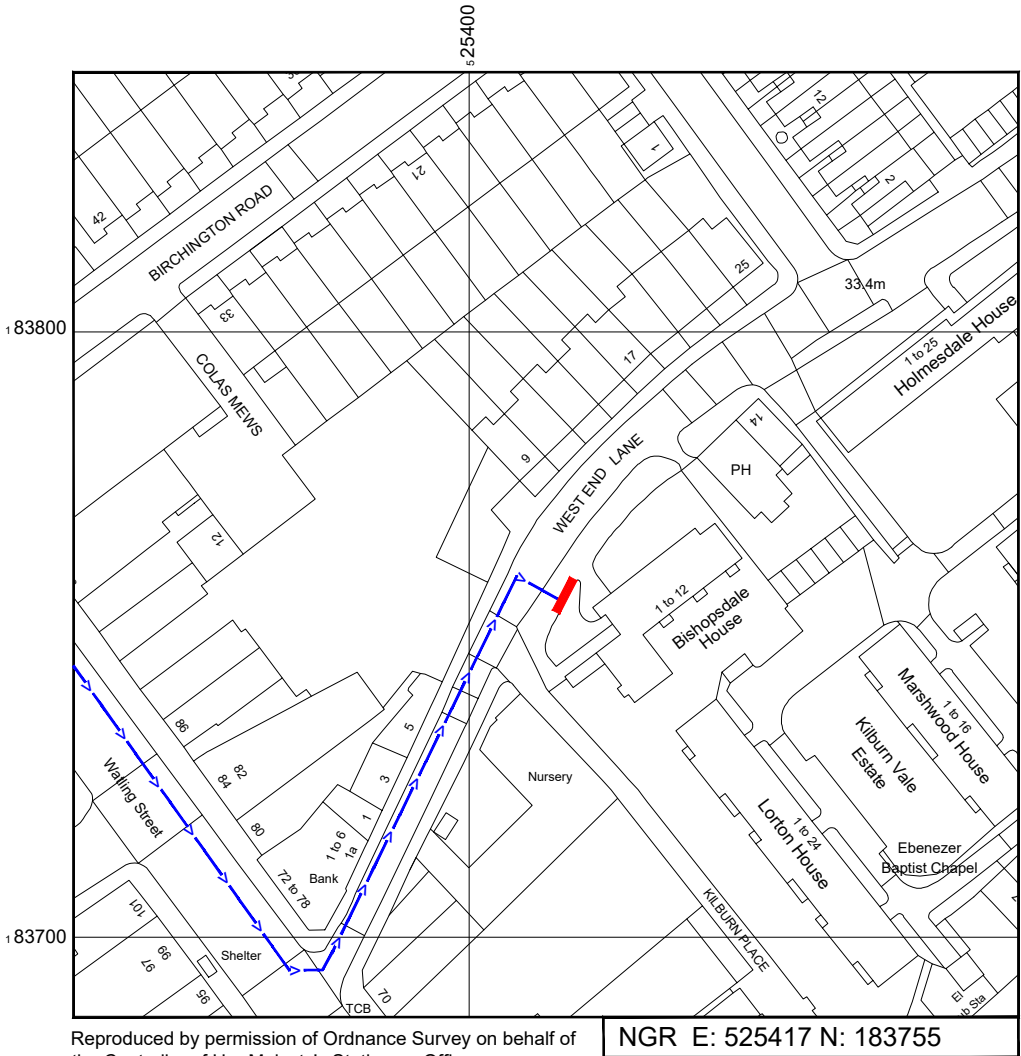 525400
42
BIRCHINGTON ROAD
21
1
12
2
33
25
33.4m
183800
COLAS MEWS
17
1 to 25
Holmesdale House
9
WEST END LANE
14
PH
12
1 to 12
Bishopsdale
House
1 to 16
Marshwood House
86
5
Kilburn Vale
Estate
82
84
Watling Street
3
Nursery
80
1
1 to 6
1a
Lorton House
1 to 24
Ebenezer
Baptist Chapel
Bank
72 to 78
101
99
97
95
183700
Shelter
KILBURN PLACE
70
TCB
El
b Sta
Reproduced by permission of Ordnance Survey on behalf of
NGR E: 525417 N: 183755